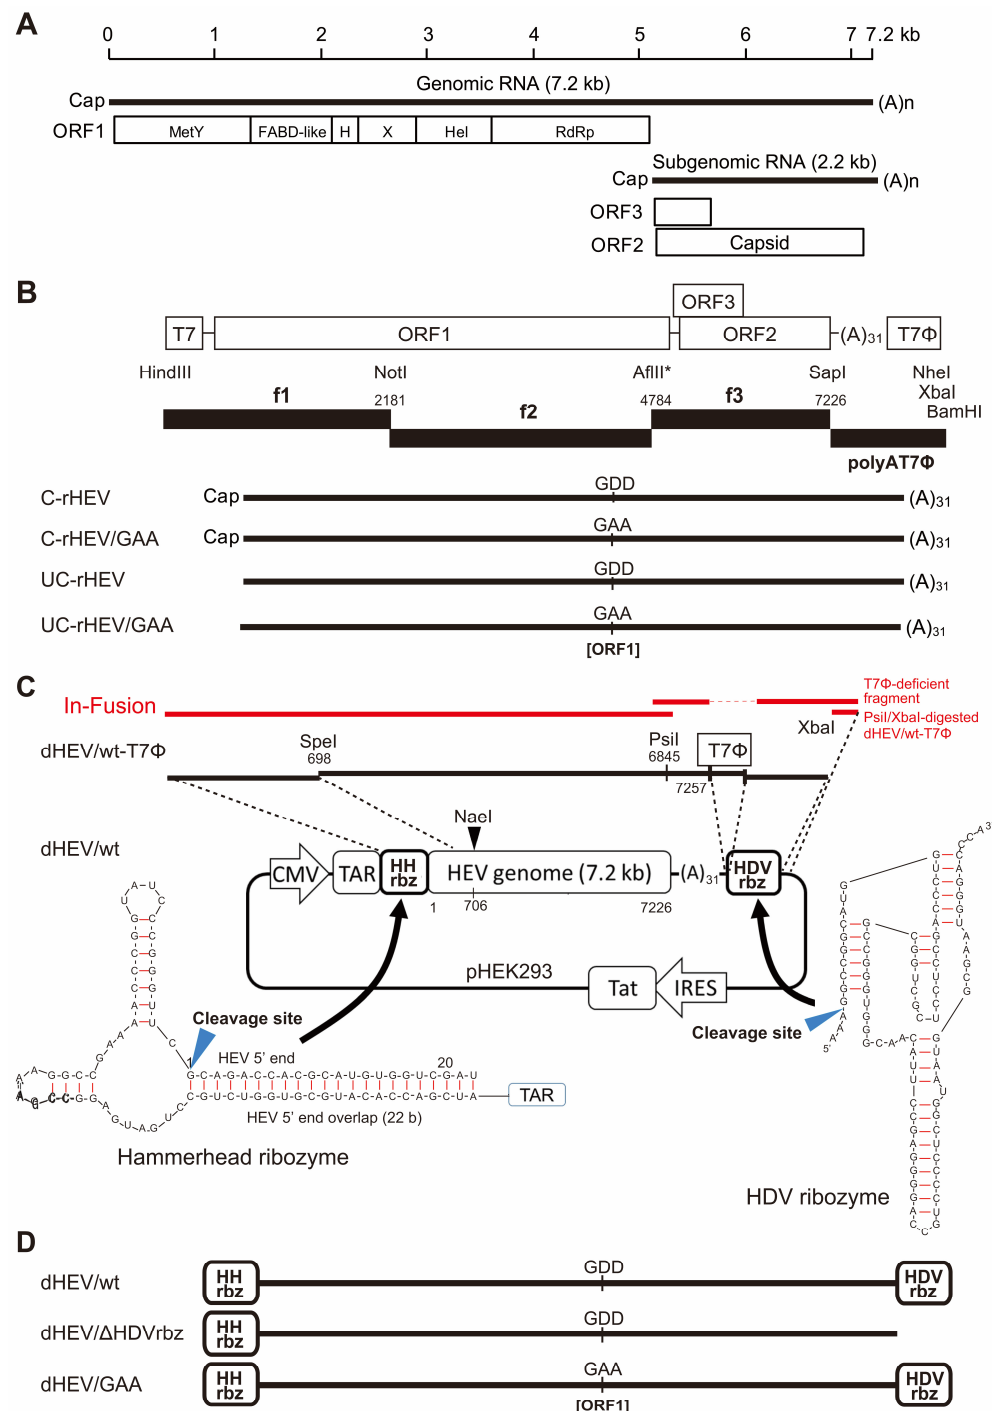 A
0 1 2 3 4 5 6 7 7.2 kb
Genomic RNA (7.2 kb)
Cap (A)n
ORF1 MetY FABD-like H X Hel RdRp
Subgenomic RNA (2.2 kb)
Cap (A)n
ORF3
ORF2 Capsid
B
ORF3
T7 ORF1 ORF2 (A)31 T7Φ
HindIII NotI AflII* SapI NheI
f1 2181 4784 f3 7226 XbaI
f2 BamHI
polyAT7Φ
GDD
C-rHEV Cap (A)31
GAA
C-rHEV/GAA Cap (A)31
GDD
UC-rHEV (A)31
GAA
UC-rHEV/GAA (A)31
[ORF1]
C
T7Φ-deficient
fragment
In-Fusion
PsiI/XbaI-digested
dHEV/wt-T7Φ
XbaI
dHEV/wt-T7Φ SpeI PsiI T7Φ
698 6845
7257
NaeI
dHEV/wt
CMV TAR HH rbz HEV genome (7.2 kb) (A)31 HDV rbz
1 706 7226
pHEK293
Tat IRES
Cleavage site
Cleavage site
1 HEV 5' end 20
GCAGACCACGCAUGUGGUCGAU
CGUCUGGUGCGUACACCAGCUA TAR
HEV 5' end overlap (22 b)
Hammerhead ribozyme
HDV ribozyme
5'
D
GDD
dHEV/wt HH rbz HDV rbz
GDD
dHEV/ΔHDVrbz HH rbz
GAA
dHEV/GAA HH rbz HDV rbz
[ORF1]